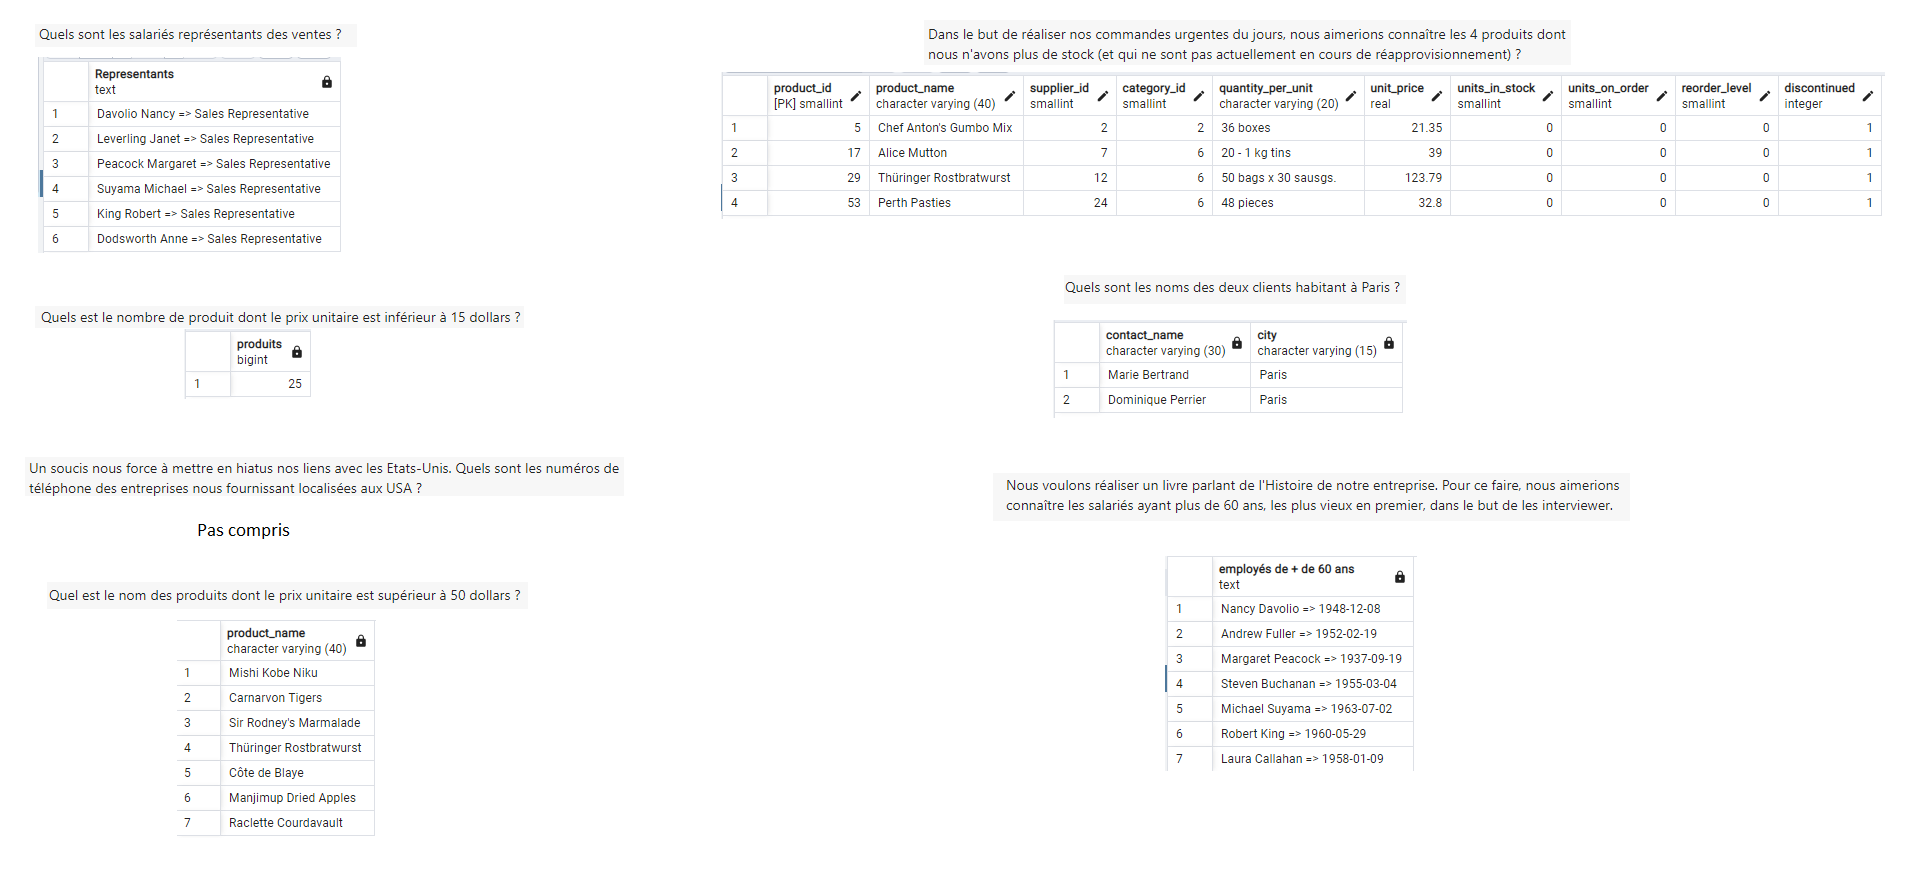 Quels sont les salariés représentants des ventes ?
Representants
text
1 Davolio Nancy => Sales Representative
2 Leverling Janet => Sales Representative
3 Peacock Margaret => Sales Representative
4 Suyama Michael => Sales Representative
5 King Robert => Sales Representative
6 Dodsworth Anne => Sales Representative
Quels est le nombre de produit dont le prix unitaire est inférieur à 15 dollars ?
produits
bigint
1 25
Un soucis nous force à mettre en hiatus nos liens avec les Etats-Unis. Quels sont les numéros de
téléphone des entreprises nous fournissant localisées aux USA ?
Pas compris
Quel est le nom des produits dont le prix unitaire est supérieur à 50 dollars ?
product_name
character varying (40)
1 Mishi Kobe Niku
2 Carnarvon Tigers
3 Sir Rodney's Marmalade
4 Thüringer Rostbratwurst
5 Côte de Blaye
6 Manjimup Dried Apples
7 Raclette Courdavault
Dans le but de réaliser nos commandes urgentes du jours, nous aimerions connaître les 4 produits dont
nous n'avons plus de stock (et qui ne sont pas actuellement en cours de réapprovisionnement) ?
product_id product_name supplier_id category_id quantity_per_unit unit_price units_in_stock units_on_order reorder_level discontinued
[PK] smallint character varying (40) smallint smallint character varying (20) real smallint smallint smallint integer
1 5 Chef Anton's Gumbo Mix 2 2 36 boxes 21.35 0 0 0 1
2 17 Alice Mutton 7 6 20 - 1 kg tins 39 0 0 0 1
3 29 Thüringer Rostbratwurst 12 6 50 bags x 30 sausgs. 123.79 0 0 0 1
4 53 Perth Pasties 24 6 48 pieces 32.8 0 0 0 1
Quels sont les noms des deux clients habitant à Paris ?
contact_name city
character varying (30) character varying (15)
1 Marie Bertrand Paris
2 Dominique Perrier Paris
Nous voulons réaliser un livre parlant de l'Histoire de notre entreprise. Pour ce faire, nous aimerions
connaître les salariés ayant plus de 60 ans, les plus vieux en premier, dans le but de les interviewer.
employés de + de 60 ans
text
1 Nancy Davolio => 1948-12-08
2 Andrew Fuller => 1952-02-19
3 Margaret Peacock => 1937-09-19
4 Steven Buchanan => 1955-03-04
5 Michael Suyama => 1963-07-02
6 Robert King => 1960-05-29
7 Laura Callahan => 1958-01-09